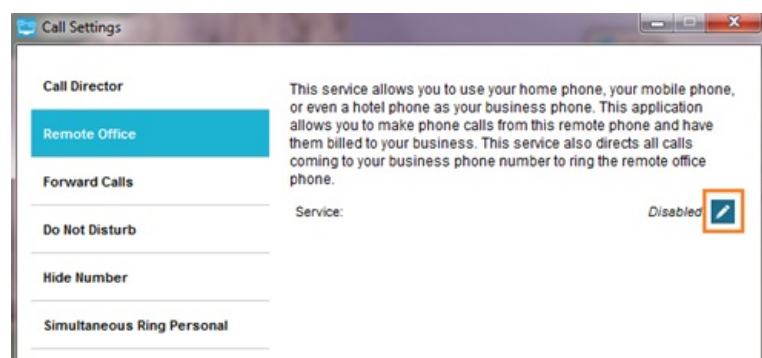 Call Settings
Call Director
Remote Office
Forward Calls
Do Not Disturb
Hide Number
Simultaneous Ring Personal
This service allows you to use your home phone, your mobile phone,
or even a hotel phone as your business phone. This application
allows you to make phone calls from this remote phone and have
them billed to your business. This service also directs all calls
coming to your business phone number to ring the remote office
phone.
Service: Disabled